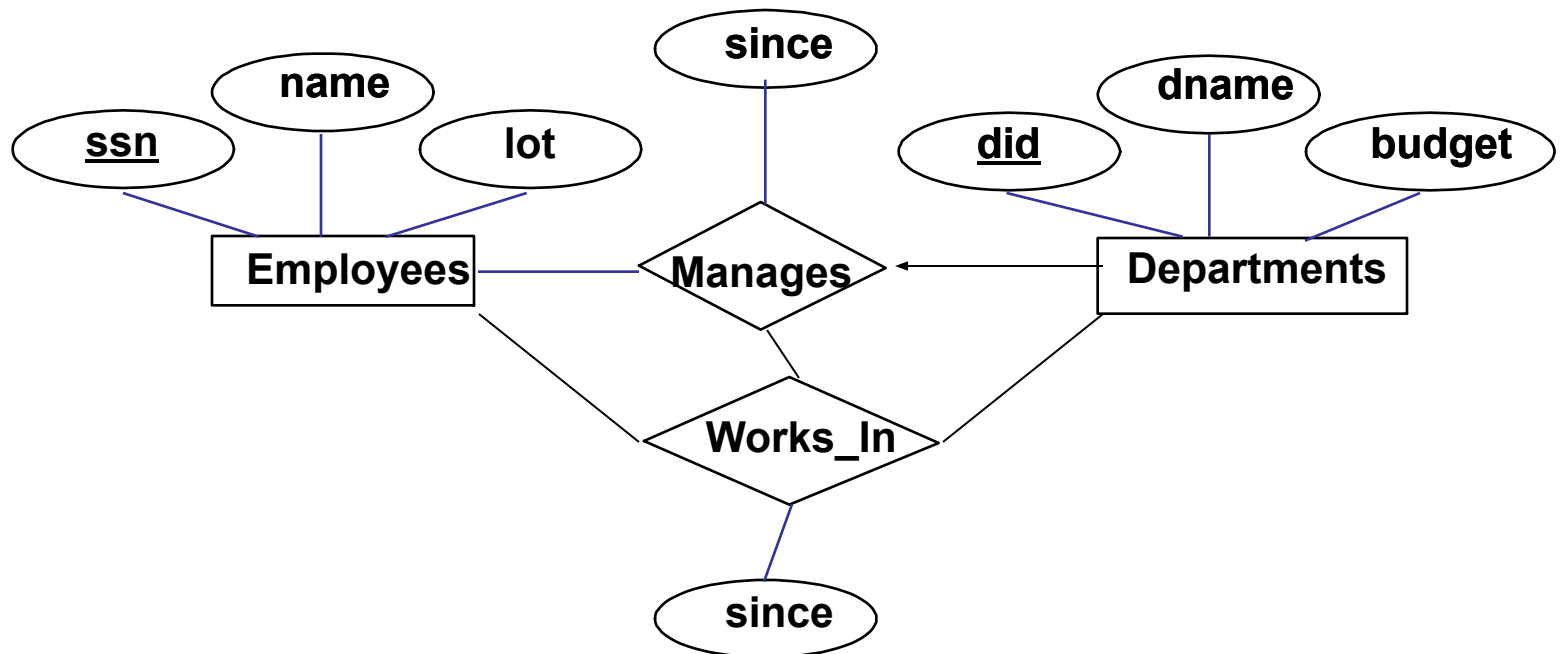 since
name
dname
ssn
lot
did
budget
Employees
Manages
Departments
Works_In
since